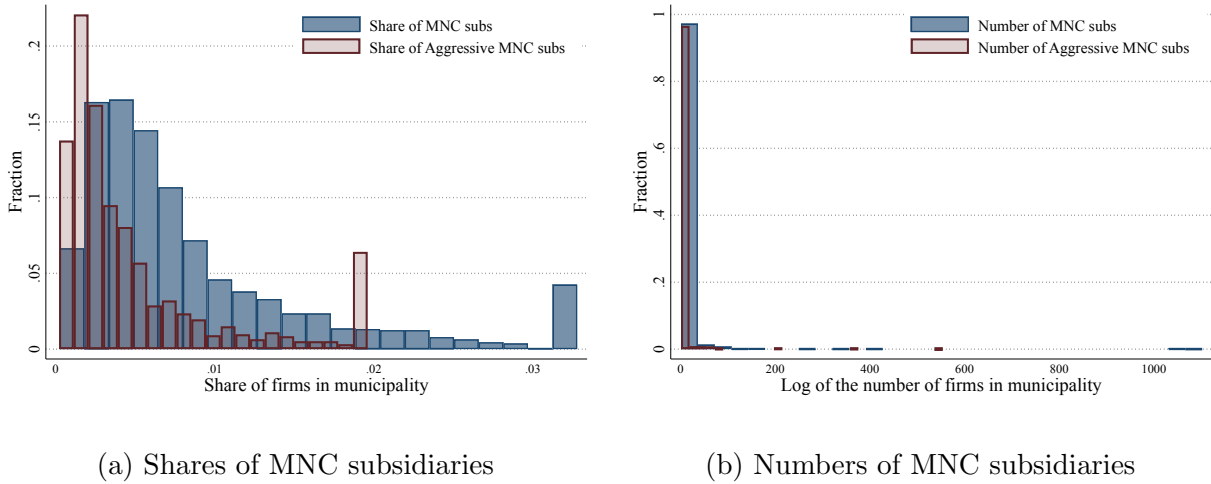 Share of MNC subs
Share of Aggressive MNC subs
Fraction
.2
.15
.1
.05
0
0 .01 .02 .03
Share of firms in municipality
(a) Shares of MNC subsidiaries
Number of MNC subs
Number of Aggressive MNC subs
Fraction
1
.8
.6
.4
.2
0
0 200 400 600 800 1000
Log of the number of firms in municipality
(b) Numbers of MNC subsidiaries